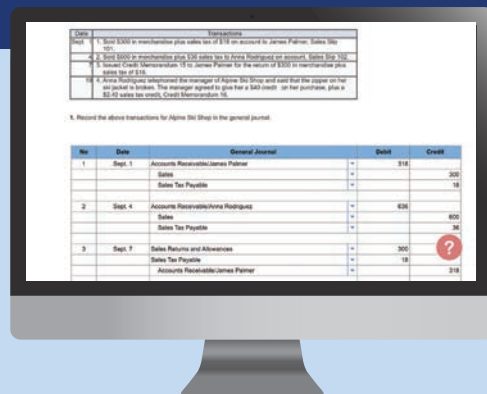 Date Transactions
Sept. 1 1. Sold $300 in merchandise plus sales tax of $18 on account to James Palmer, Sales Slip
101.
4 2. Sold $600 in merchandise plus $36 sales tax to Anna Rodriguez on account, Sales Slip 102.
7 3. Issued Credit Memorandum 15 to James Palmer for the return of $300 in merchandise plus
sales tax of $18.
18 4. Anna Rodriguez telephoned the manager of Alpine Ski Shop and said that the zipper on her
ski jacket is broken. The manager agreed to give her a $40 credit on her purchase, plus a
$2.40 sales tax credit, Credit Memorandum 16.
1. Record the above transactions for Alpine Ski Shop in the general journal.
No Date General Journal Debit Credit
1 Sept. 1 Accounts Receivable/James Palmer 318
Sales 300
Sales Tax Payable 18
2 Sept. 4 Accounts Receivable/Anna Rodriguez 636
Sales 600
Sales Tax Payable 36
3 Sept. 7 Sales Returns and Allowances 300
Sales Tax Payable 18
Accounts Receivable/James Palmer 318
?